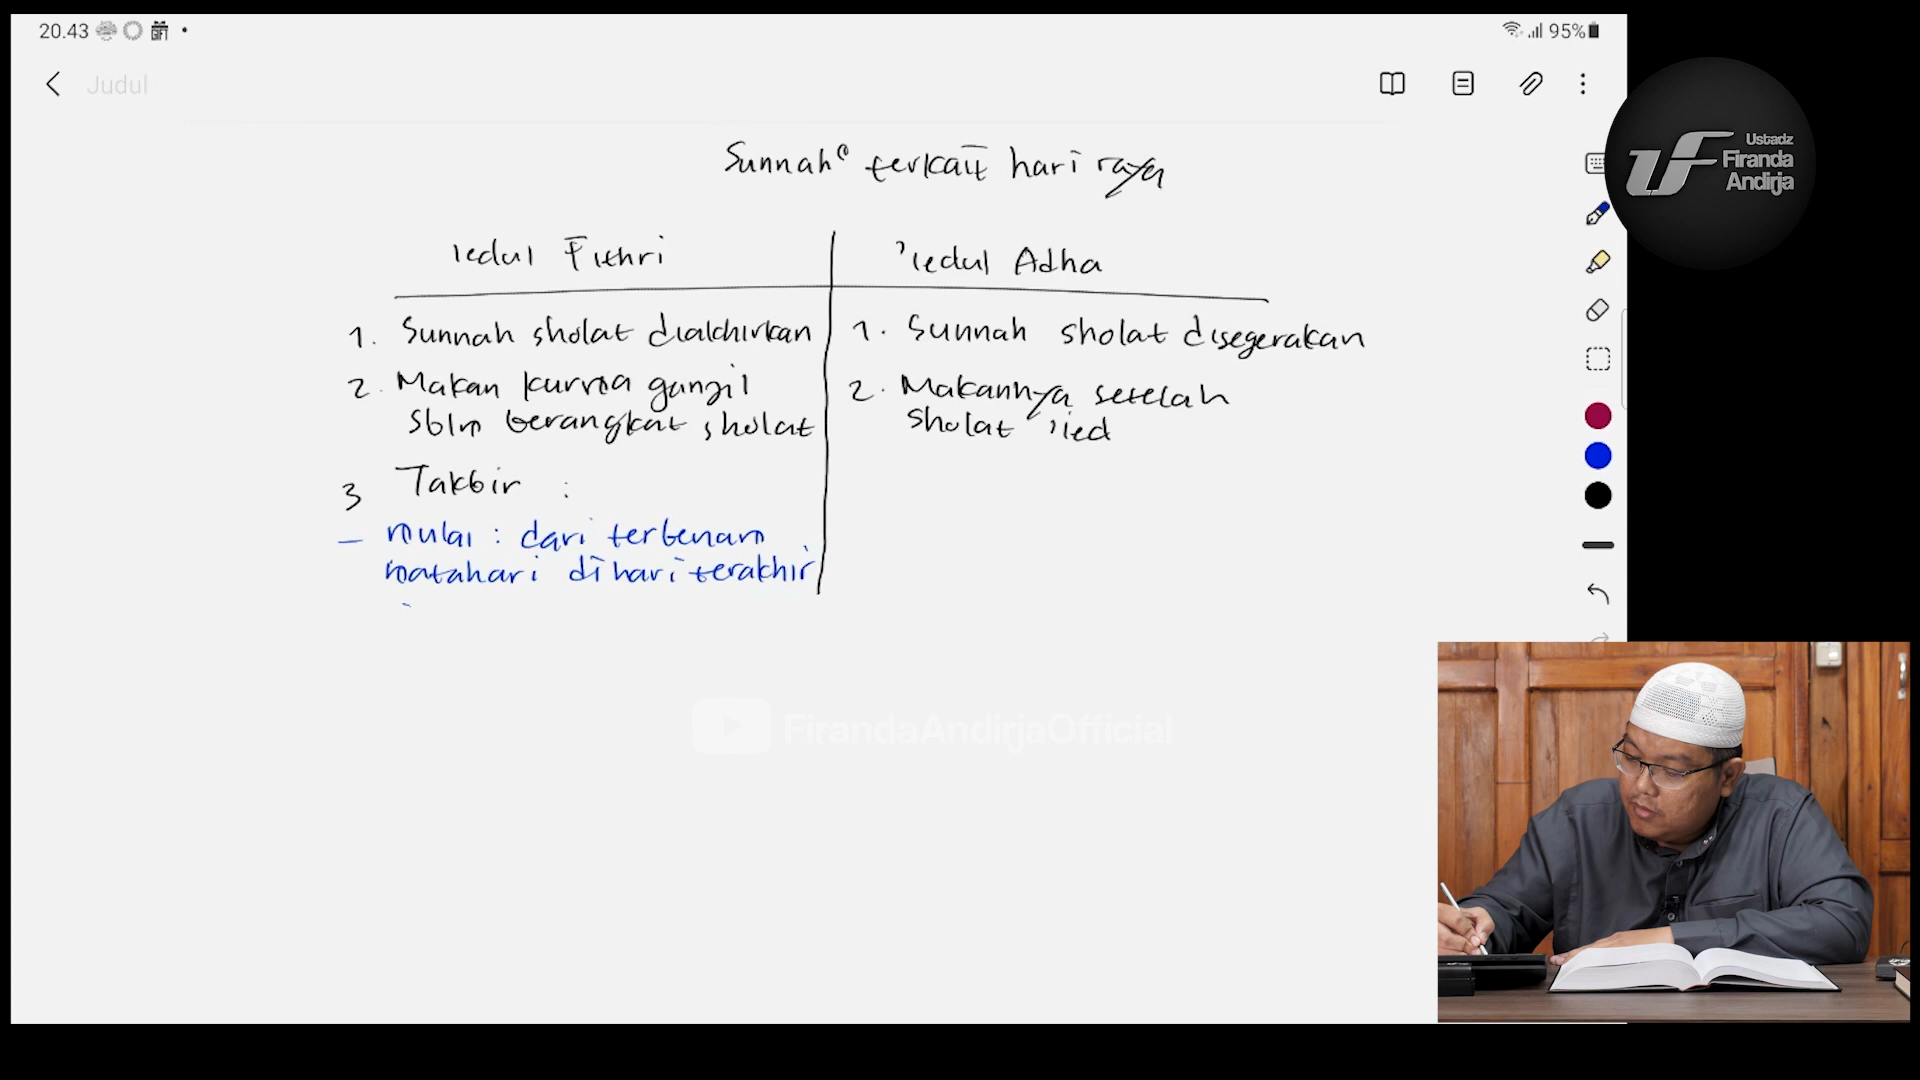 20.43
95%
Judul
Ustadz
Firanda
Andirja
UF
Sunnah² terkait hari raya
'Iedul Fithri
'Iedul Adha
1. Sunnah sholat diakhirkan
2. Makan kurma ganjil
sblm berangkat sholat
3 Takbir :
- mulai : dari terbenam
matahari di hari terakhir
1. Sunnah sholat disegerakan
2. Makannya setelah
sholat 'ied
FirandaAndirjaOfficial